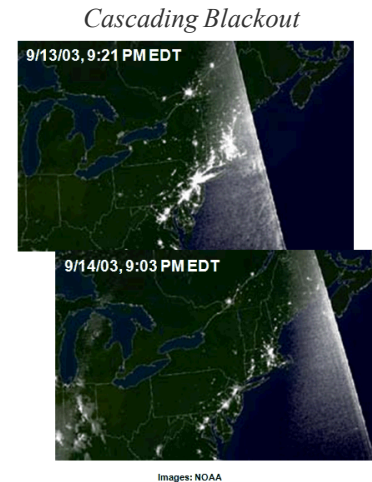 Cascading Blackout
9/13/03, 9:21 PM EDT
9/14/03, 9:03 PM EDT
Images: NOAA